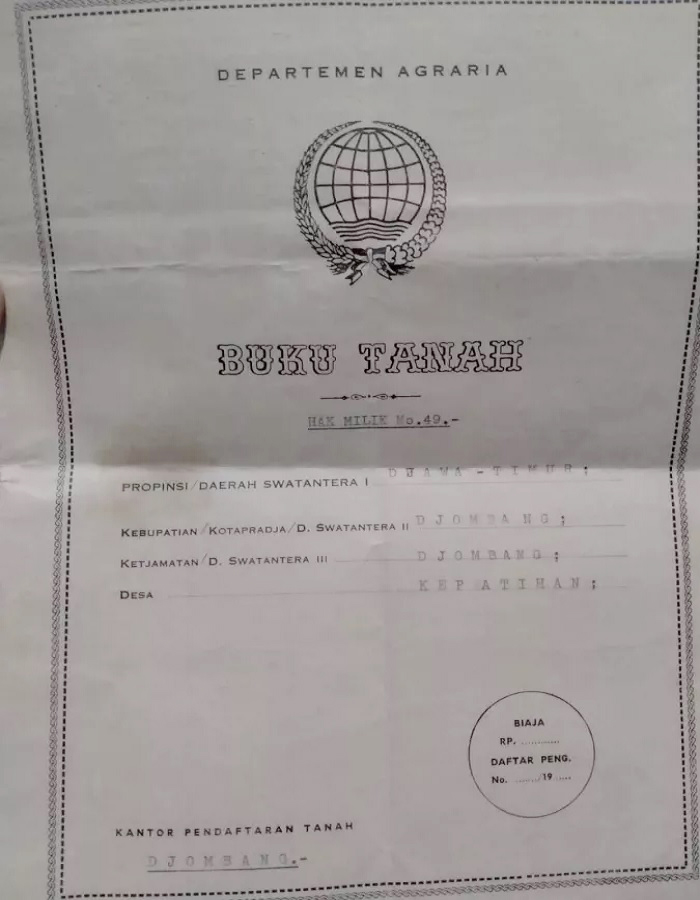 DEPARTEMEN AGRARIA
BUKU TANAH
HAK MILIK No.49.-
PROPINSI/DAERAH SWATANTERA I DJAWA-TIMUR;
KEBUPATIAN/KOTAPRADJA/D. SWATANTERA II DJOMBANG;
KETJAMATAN/D. SWATANTERA III DJOMBANG;
DESA KEPATIHAN;
BIAJA
RP. ............
DAFTAR PENG.
No. ......../19 .....
KANTOR PENDAFTARAN TANAH
DJOMBANG.-